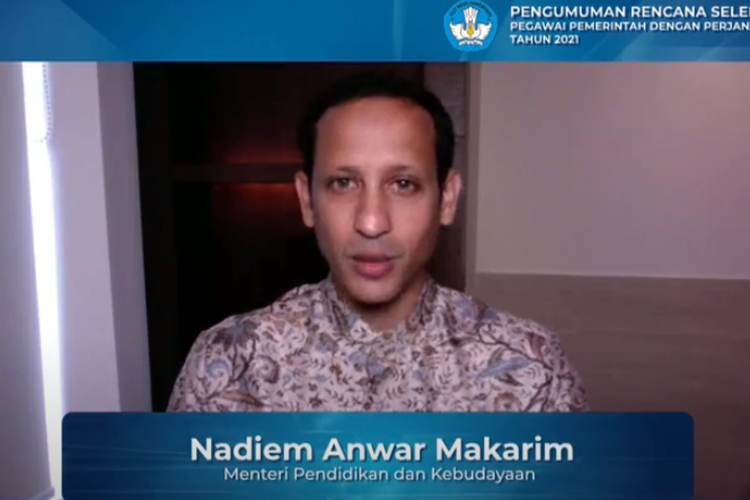 PENGUMUMAN RENCANA SELE
PEGAWAI PEMERINTAH DENGAN PERJAN
TAHUN 2021
Nadiem Anwar Makarim
Menteri Pendidikan dan Kebudayaan